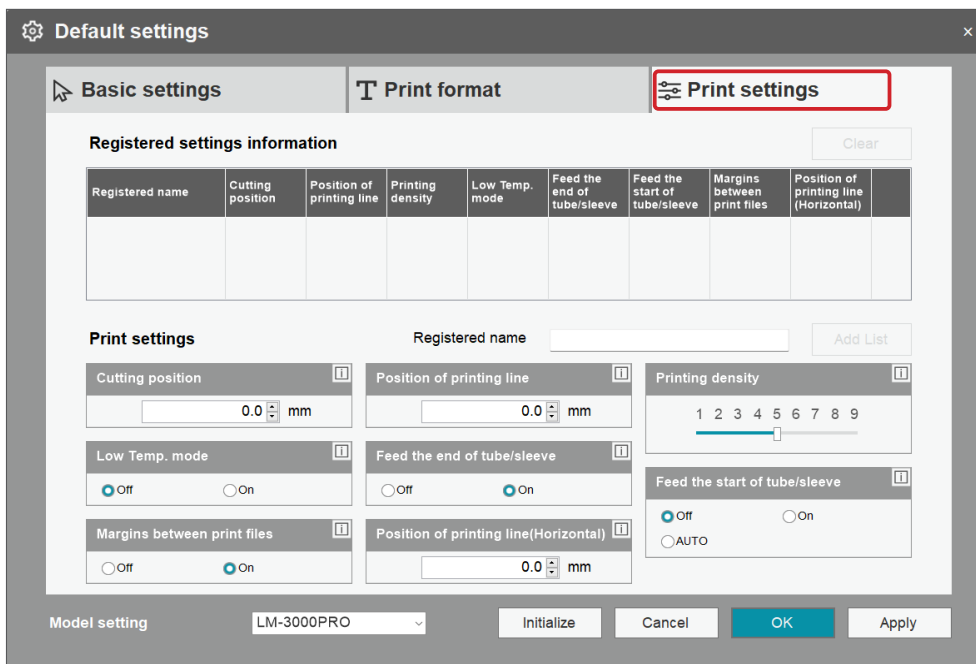 Default settings
×
Basic settings
Print format
Print settings
Registered settings information
Clear
Registered name
Cutting
position
Position of
printing line
Printing
density
Low Temp.
mode
Feed the
end of
tube/sleeve
Feed the
start of
tube/sleeve
Margins
between
print files
Position of
printing line
(Horizontal)
Print settings
Registered name
Add List
Cutting position
i
0.0 mm
Position of printing line
i
0.0 mm
Printing density
i
1 2 3 4 5 6 7 8 9
Low Temp. mode
i
Off On
Feed the end of tube/sleeve
i
Off On
Feed the start of tube/sleeve
i
Off On
AUTO
Margins between print files
i
Off On
Position of printing line(Horizontal)
i
0.0 mm
Model setting
LM-3000PRO
Initialize
Cancel
OK
Apply